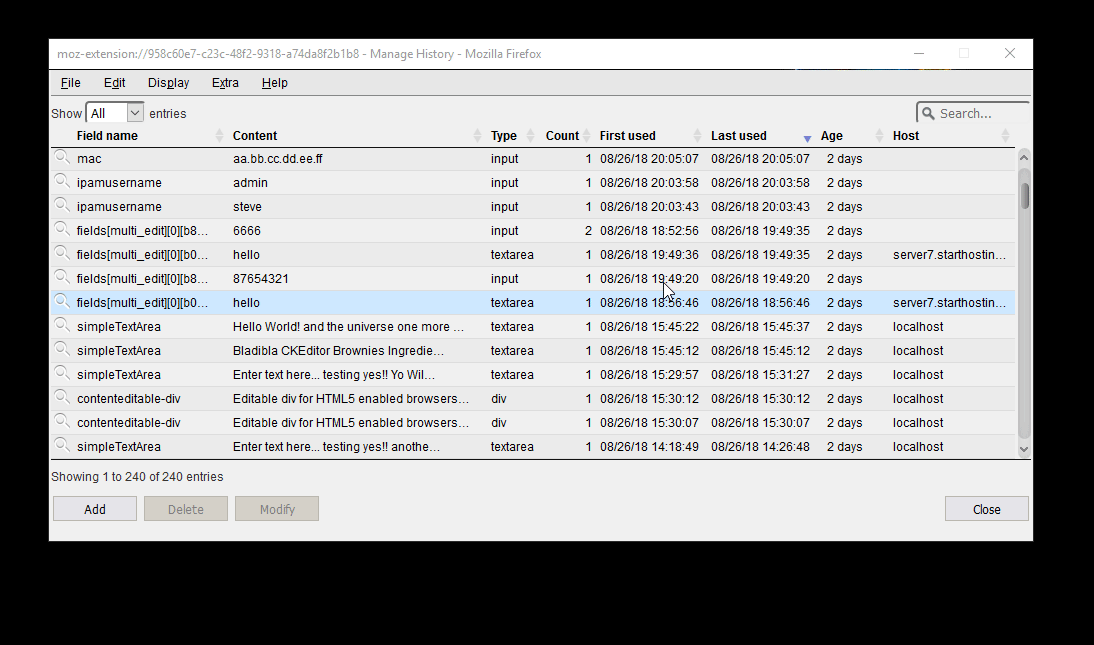 moz-extension://958c60e7-c23c-48f2-9318-a74da8f2b1b8 - Manage History - Mozilla Firefox
File Edit Display Extra Help
Show All entries Search...
Field name Content Type Count First used Last used Age Host
mac aa.bb.cc.dd.ee.ff input 1 08/26/18 20:05:07 08/26/18 20:05:07 2 days
ipamusername admin input 1 08/26/18 20:03:58 08/26/18 20:03:58 2 days
ipamusername steve input 1 08/26/18 20:03:43 08/26/18 20:03:43 2 days
fields[multi_edit][0][b8... 6666 input 2 08/26/18 18:52:56 08/26/18 19:49:35 2 days
fields[multi_edit][0][b0... hello textarea 1 08/26/18 19:49:36 08/26/18 19:49:35 2 days server7.starthostin...
fields[multi_edit][0][b8... 87654321 input 1 08/26/18 19:49:20 08/26/18 19:49:20 2 days
fields[multi_edit][0][b0... hello textarea 1 08/26/18 18:56:46 08/26/18 18:56:46 2 days server7.starthostin...
simpleTextArea Hello World! and the universe one more ... textarea 1 08/26/18 15:45:22 08/26/18 15:45:37 2 days localhost
simpleTextArea Bladibla CKEditor Brownies Ingredie... textarea 1 08/26/18 15:45:12 08/26/18 15:45:12 2 days localhost
simpleTextArea Enter text here... testing yes!! Yo Wil... textarea 1 08/26/18 15:29:57 08/26/18 15:31:27 2 days localhost
contenteditable-div Editable div for HTML5 enabled browsers... div 1 08/26/18 15:30:12 08/26/18 15:30:12 2 days localhost
contenteditable-div Editable div for HTML5 enabled browsers... div 1 08/26/18 15:30:07 08/26/18 15:30:07 2 days localhost
simpleTextArea Enter text here... testing yes!! anothe... textarea 1 08/26/18 14:18:49 08/26/18 14:26:48 2 days localhost
Showing 1 to 240 of 240 entries
Add Delete Modify Close